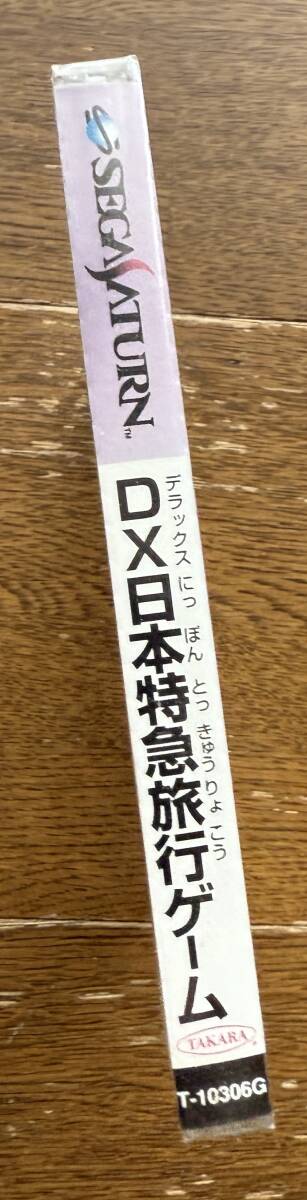 SEGA SATURN™
デラックス にっ ぽん とっ きゅう りょ こう
DX日本特急旅行ゲーム
TAKARA®
T-10306G